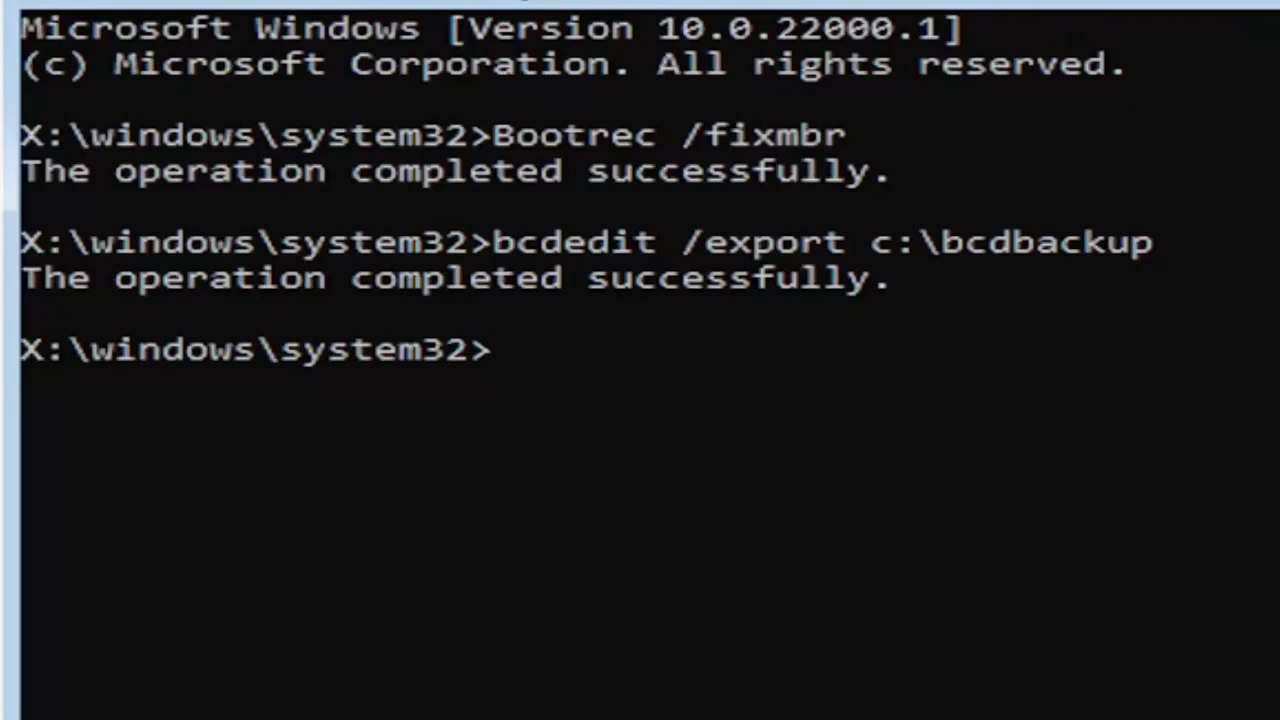 Microsoft Windows [Version 10.0.22000.1]
(c) Microsoft Corporation. All rights reserved.
X:\windows\system32>Bootrec /fixmbr
The operation completed successfully.
X:\windows\system32>bcdedit /export c:\bcdbackup
The operation completed successfully.
X:\windows\system32>